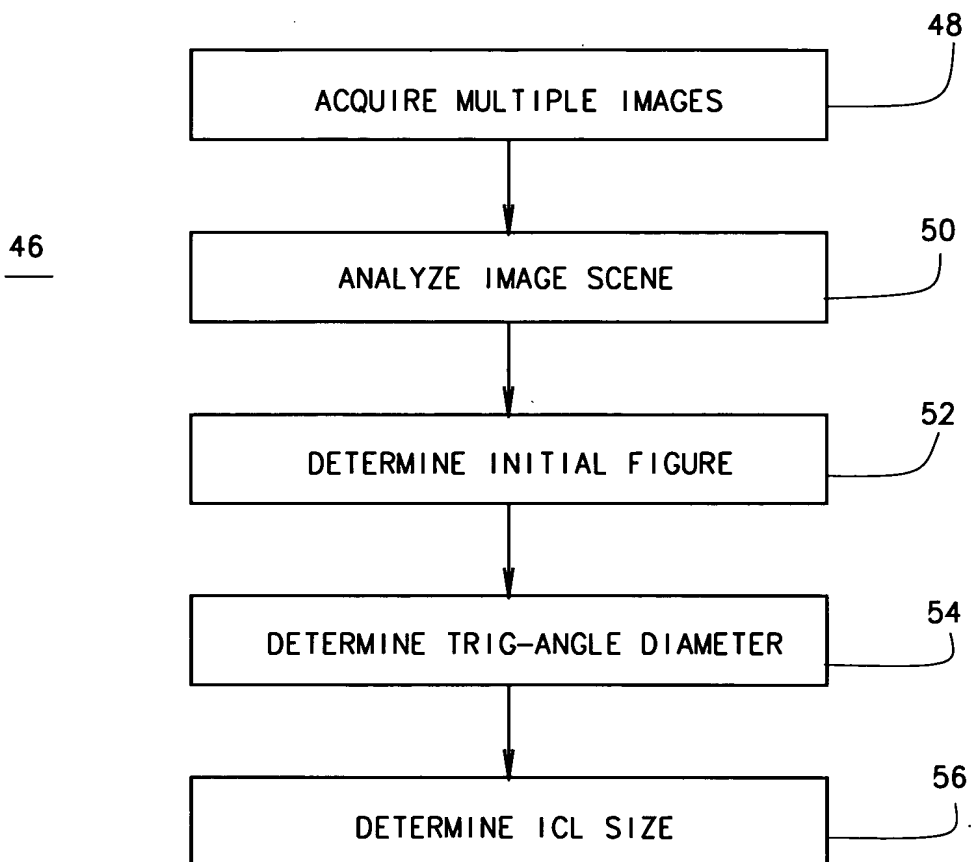 48
ACQUIRE MULTIPLE IMAGES
46
50
ANALYZE IMAGE SCENE
52
DETERMINE INITIAL FIGURE
54
DETERMINE TRIG-ANGLE DIAMETER
56
DETERMINE ICL SIZE